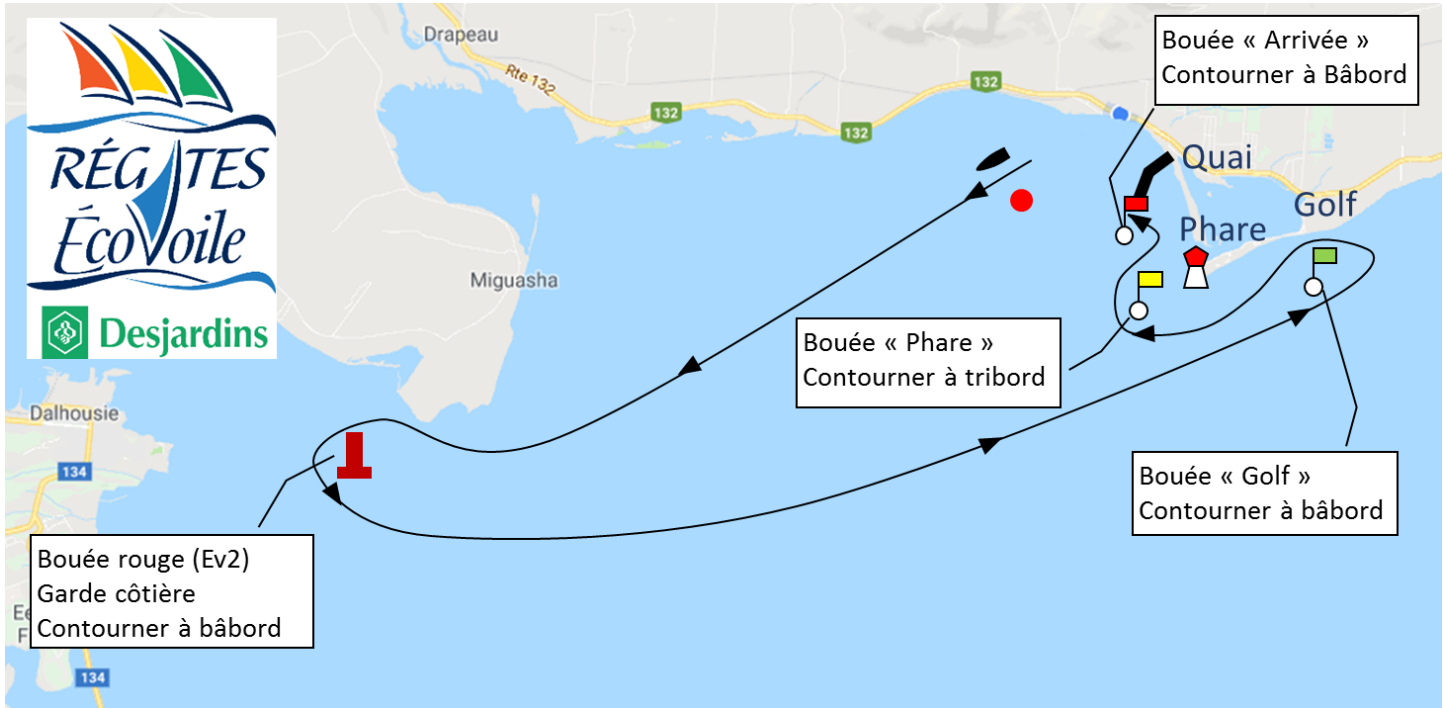 RÉGATES
ÉcoVoile
Desjardins
Drapeau
Rte 132
132
132
132
Miguasha
Dalhousie
134
134
Quai
Phare
Golf
Bouée « Arrivée »
Contourner à Bâbord
Bouée « Phare »
Contourner à tribord
Bouée « Golf »
Contourner à bâbord
Bouée rouge (Ev2)
Garde côtière
Contourner à bâbord